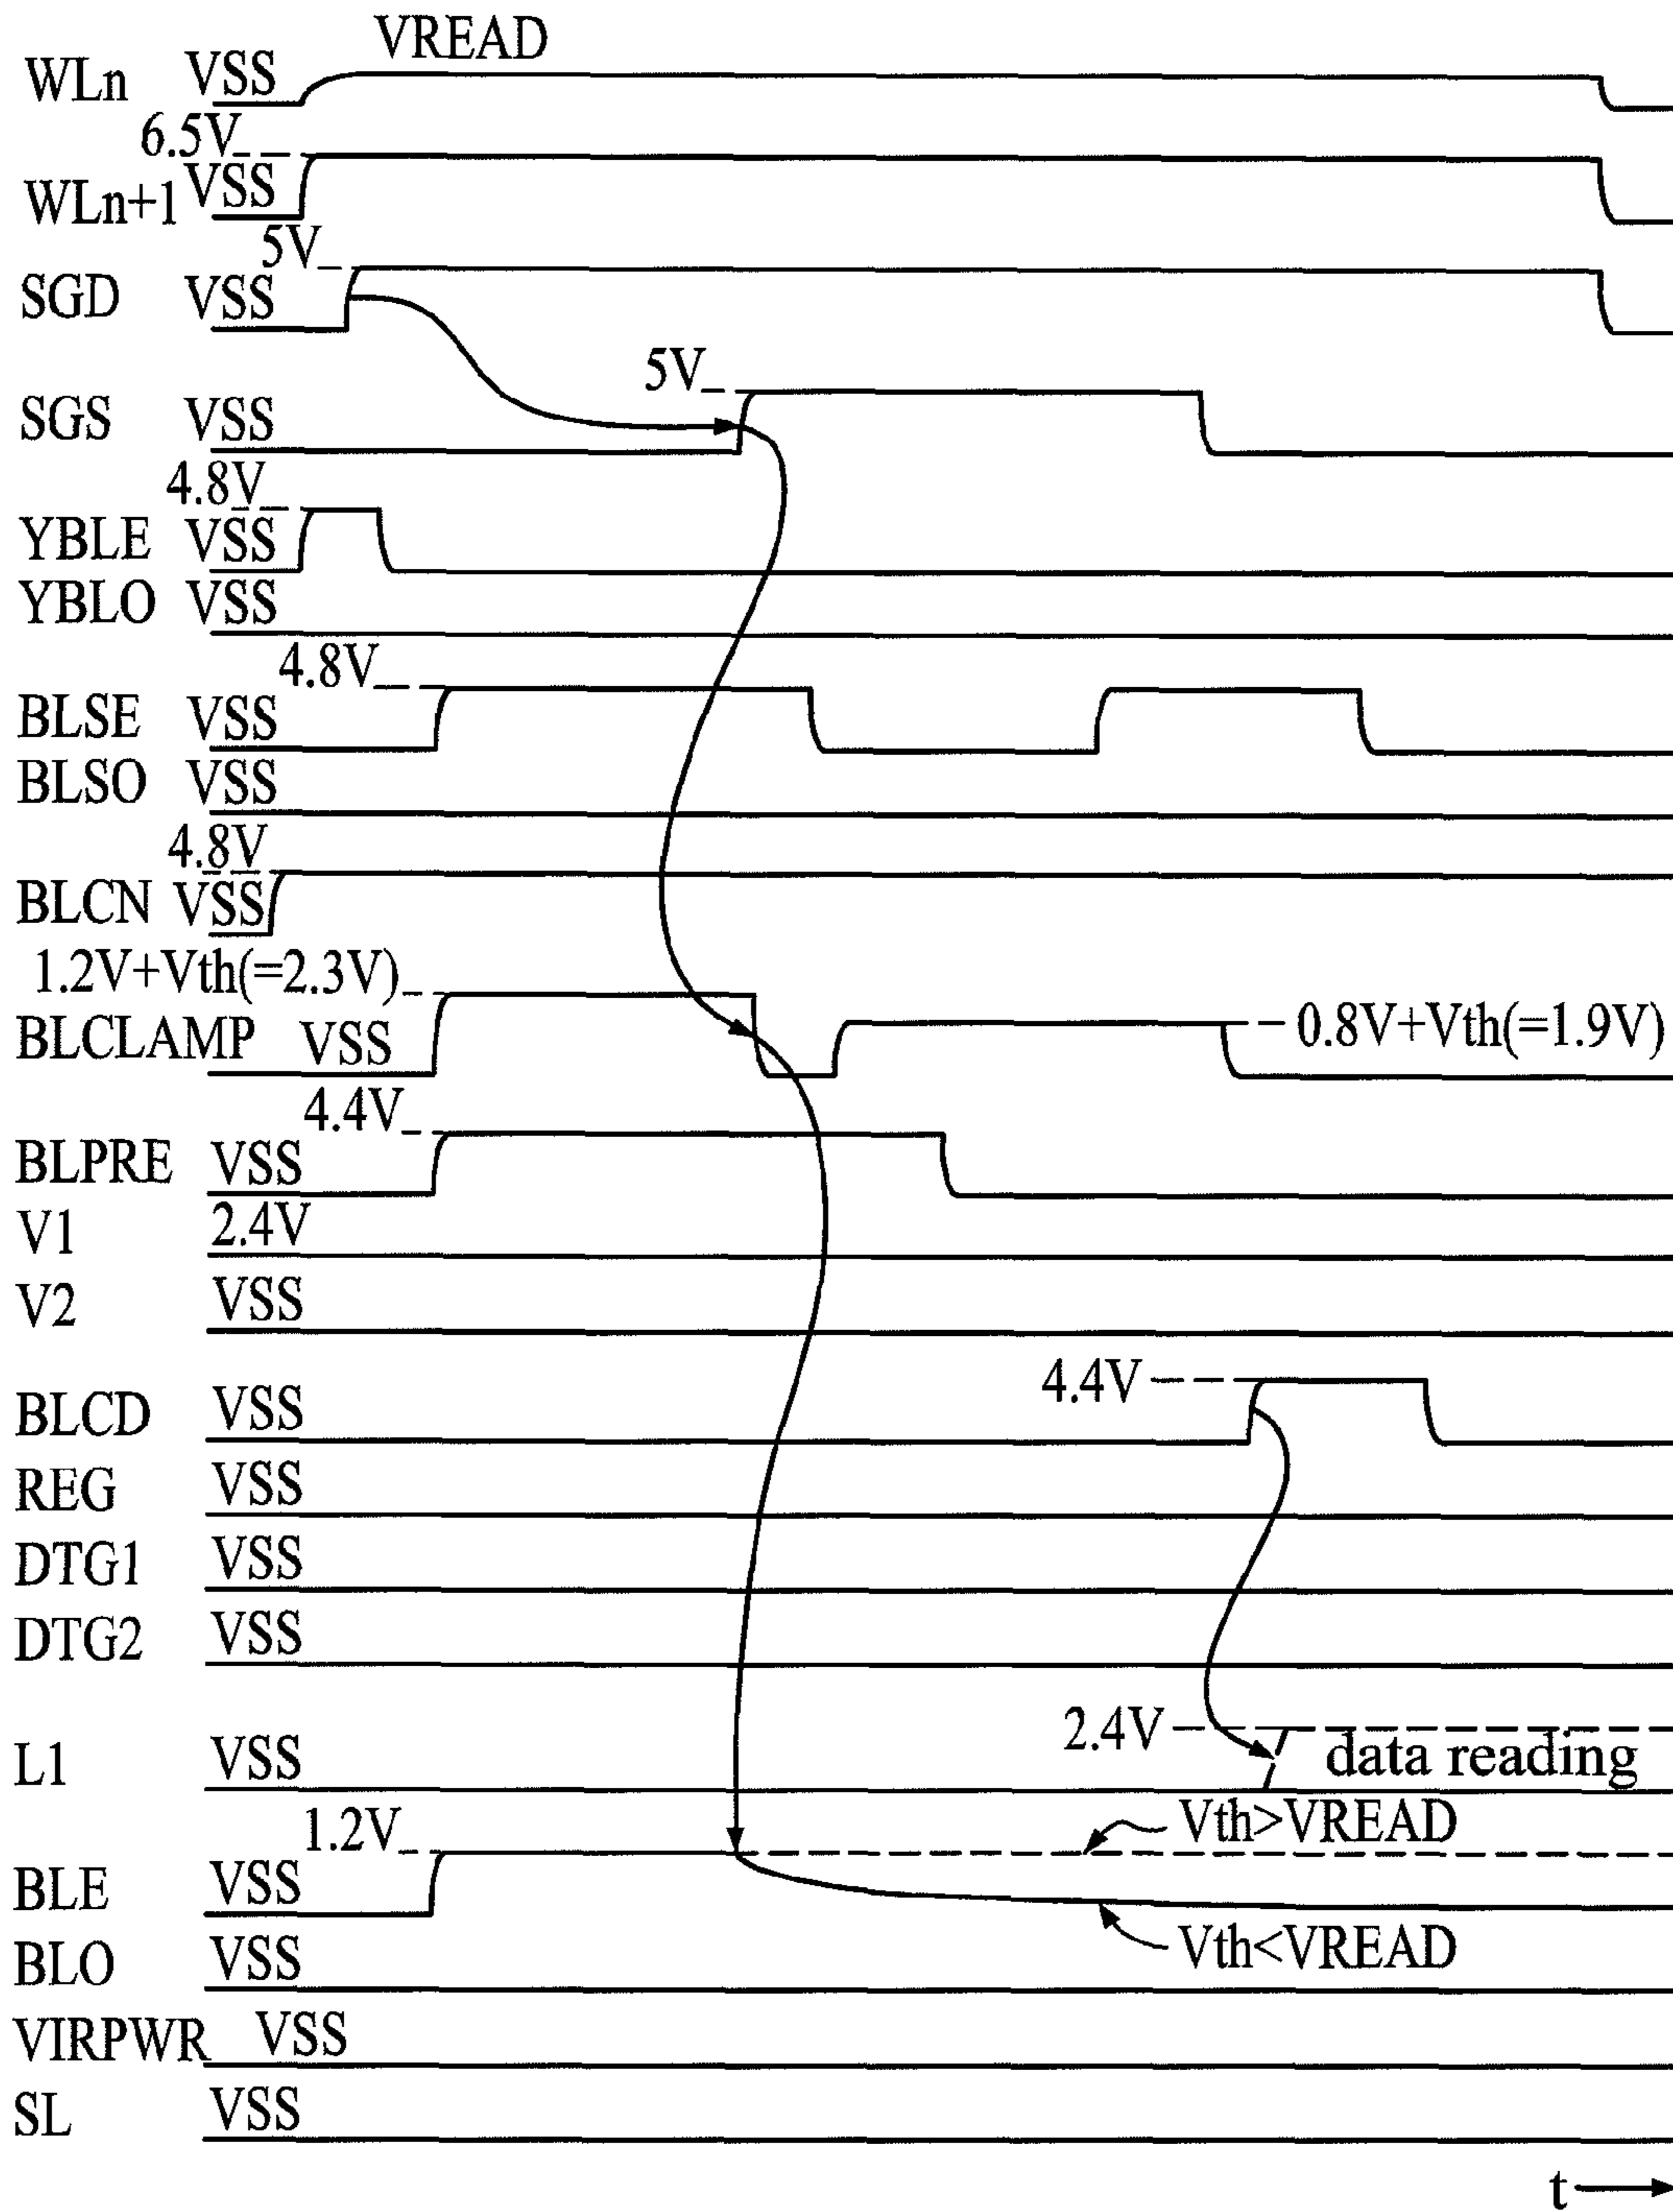 VREAD
WLn VSS
6.5V
WLn+1 VSS
5V
SGD VSS
5V
SGS VSS
4.8V
YBLE VSS
YBLO VSS
4.8V
BLSE VSS
BLSO VSS
4.8V
BLCN VSS
1.2V+Vth(=2.3V)
BLCLAMP VSS 0.8V+Vth(=1.9V)
4.4V
BLPRE VSS
V1 2.4V
V2 VSS
4.4V
BLCD VSS
REG VSS
DTG1 VSS
DTG2 VSS
2.4V
L1 VSS data reading
1.2V Vth>VREAD
BLE VSS
BLO VSS Vth<VREAD
VIRPWR VSS
SL VSS
t